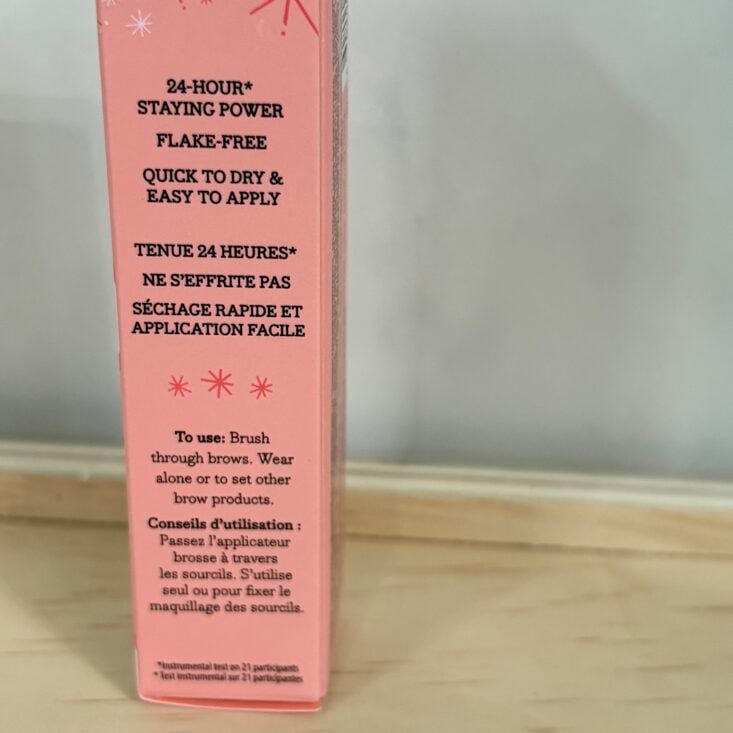 24-HOUR*
STAYING POWER
FLAKE-FREE
QUICK TO DRY &
EASY TO APPLY
TENUE 24 HEURES*
NE S'EFFRITE PAS
SÉCHAGE RAPIDE ET
APPLICATION FACILE
To use: Brush
through brows. Wear
alone or to set other
brow products.
Conseils d'utilisation :
Passez l'applicateur
brosse à travers
les sourcils. S'utilise
seul ou pour fixer le
maquillage des sourcils.
*Instrumental test on 21 participants
* Test instrumental sur 21 participantes